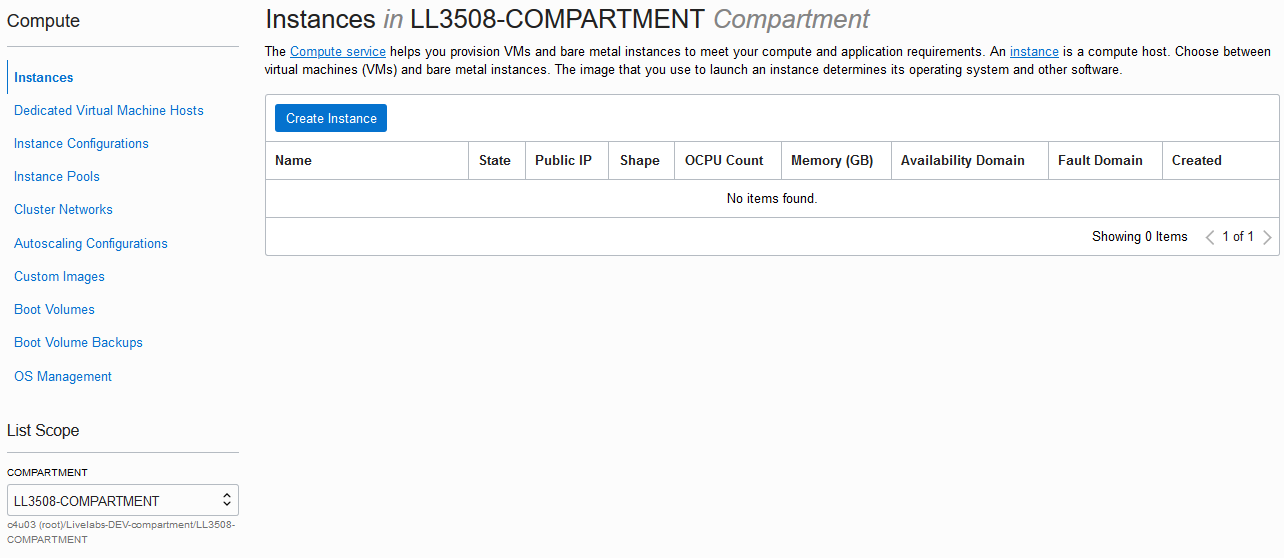 Compute
Instances
Dedicated Virtual Machine Hosts
Instance Configurations
Instance Pools
Cluster Networks
Autoscaling Configurations
Custom Images
Boot Volumes
Boot Volume Backups
OS Management
List Scope
COMPARTMENT
LL3508-COMPARTMENT
c4u03 (root)/Livelabs-DEV-compartment/LL3508-
COMPARTMENT
Instances in LL3508-COMPARTMENT Compartment
The Compute service helps you provision VMs and bare metal instances to meet your compute and application requirements. An instance is a compute host. Choose between
virtual machines (VMs) and bare metal instances. The image that you use to launch an instance determines its operating system and other software.
Create Instance
Name State Public IP Shape OCPU Count Memory (GB) Availability Domain Fault Domain Created
No items found.
Showing 0 Items 1 of 1